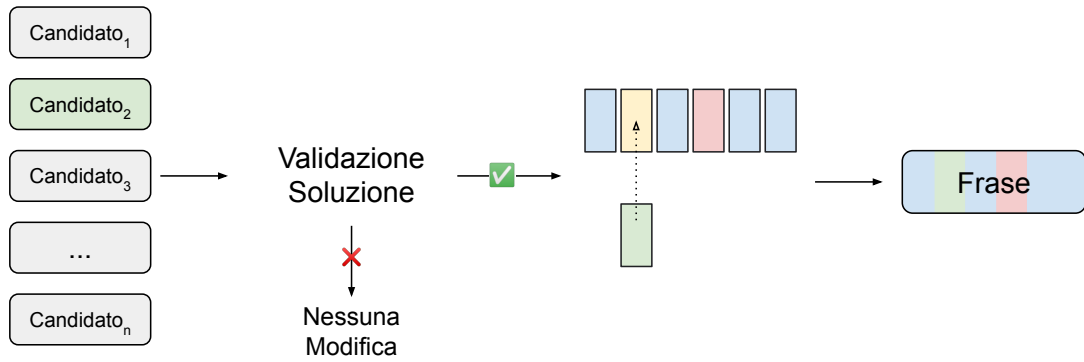 Candidato1
Candidato2
Candidato3
...
Candidaton
Validazione
Soluzione
Nessuna
Modifica
Frase